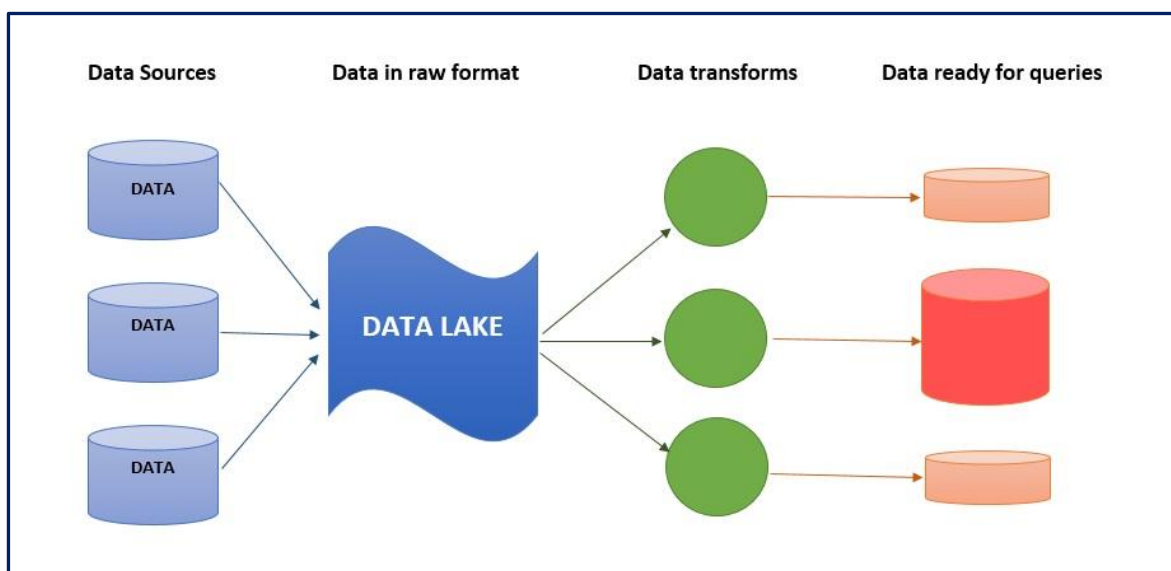 Data Sources
Data in raw format
Data transforms
Data ready for queries
DATA
DATA
DATA LAKE
DATA